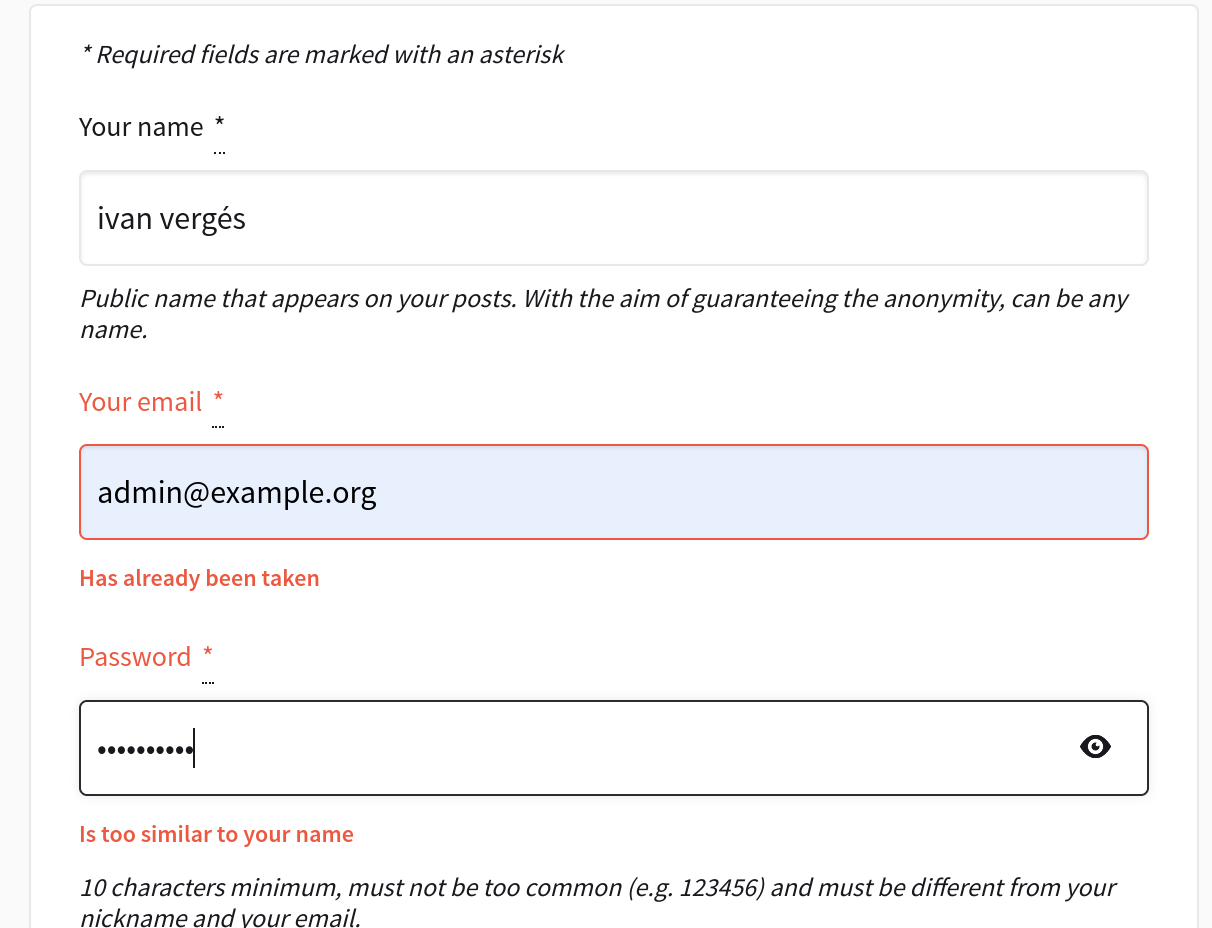 * Required fields are marked with an asterisk
Your name *
ivan vergés
Public name that appears on your posts. With the aim of guaranteeing the anonymity, can be any
name.
Your email *
admin@example.org
Has already been taken
Password *
••••••••••
Is too similar to your name
10 characters minimum, must not be too common (e.g. 123456) and must be different from your
nickname and your email.